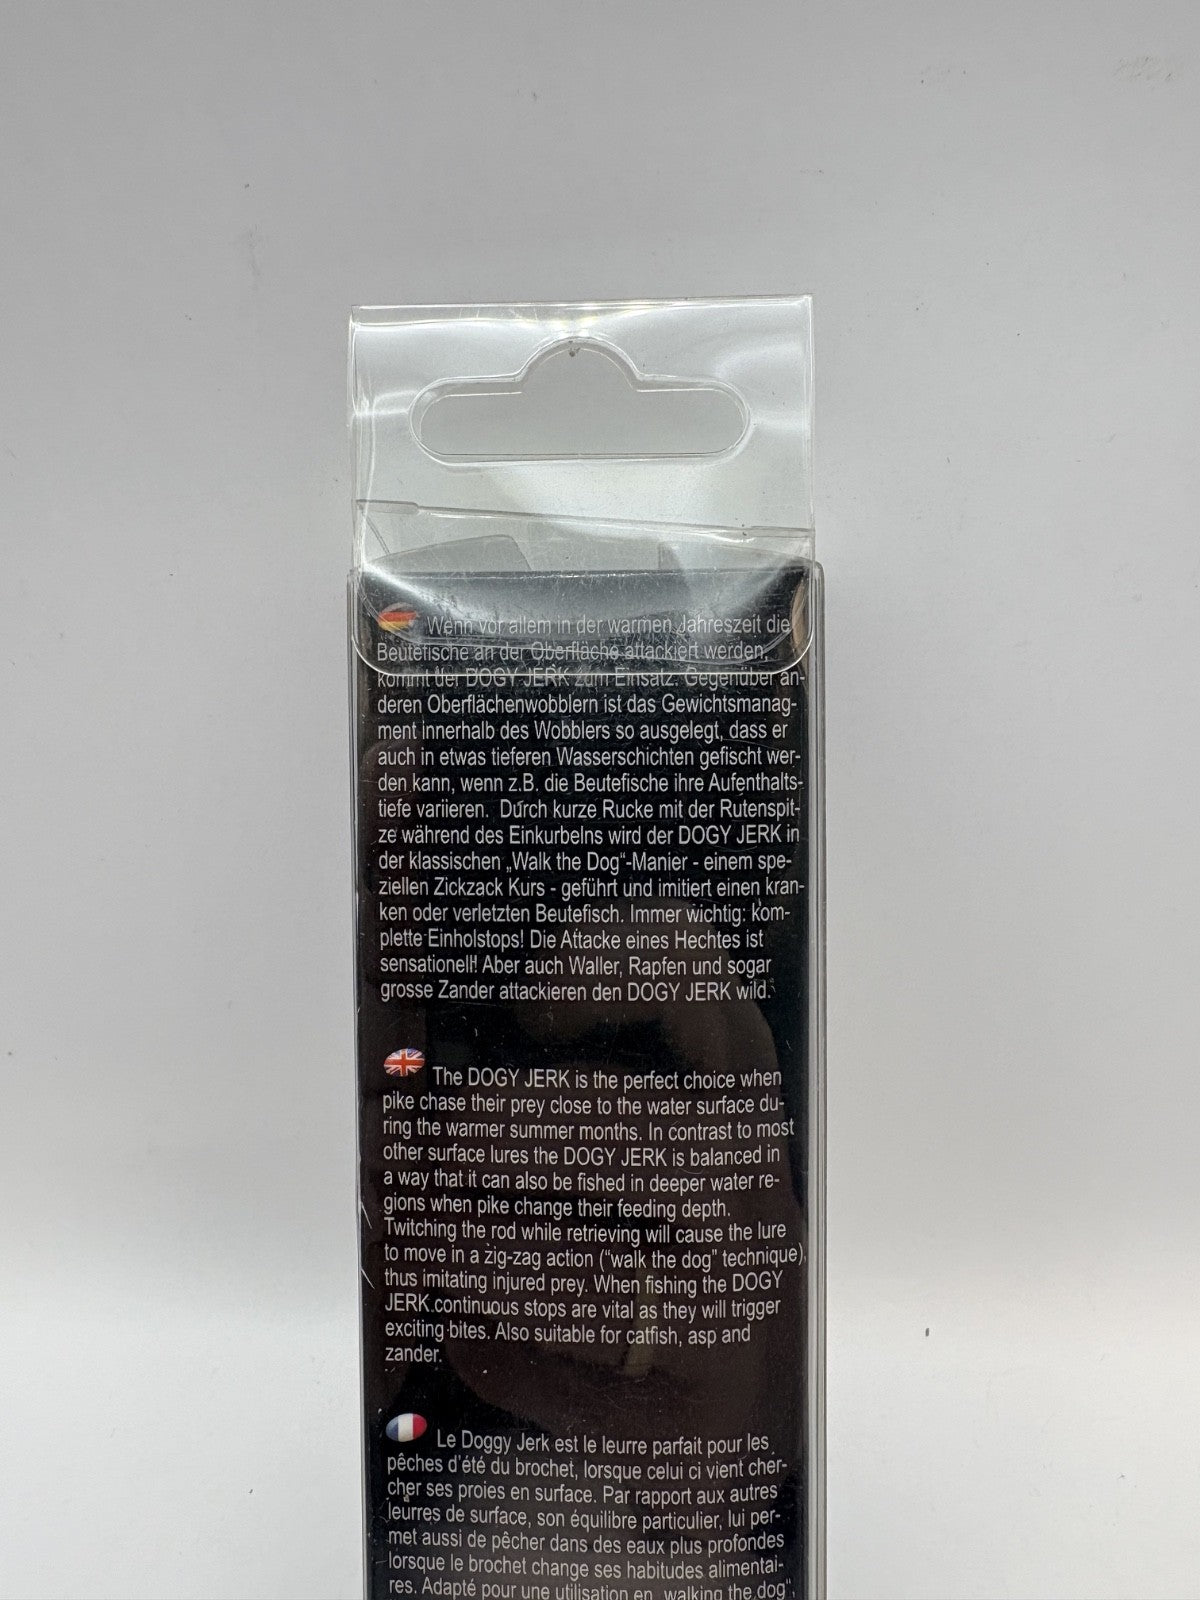 Wenn vor allem in der warmen Jahreszeit die
Beutefische an der Oberfläche attackiert werden,
kommt der DOGY JERK zum Einsatz. Gegenüber an-
deren Oberflächenwobblern ist das Gewichtsmanag-
ment innerhalb des Wobblers so ausgelegt, dass er
auch in etwas tieferen Wasserschichten gefischt wer-
den kann, wenn z.B. die Beutefische ihre Aufenthalts-
tiefe variieren. Durch kurze Rucke mit der Rutenspit-
ze während des Einkurbelns wird der DOGY JERK in
der klassischen „Walk the Dog“-Manier - einem spe-
ziellen Zickzack Kurs - geführt und imitiert einen kran-
ken oder verletzten Beutefisch. Immer wichtig: kom-
plette Einholstops! Die Attacke eines Hechtes ist
sensationell! Aber auch Waller, Rapfen und sogar
grosse Zander attackieren den DOGY JERK wild.
The DOGY JERK is the perfect choice when
pike chase their prey close to the water surface du-
ring the warmer summer months. In contrast to most
other surface lures the DOGY JERK is balanced in
a way that it can also be fished in deeper water re-
gions when pike change their feeding depth.
Twitching the rod while retrieving will cause the lure
to move in a zig-zag action (“walk the dog” technique),
thus imitating injured prey. When fishing the DOGY
JERK continuous stops are vital as they will trigger
exciting bites. Also suitable for catfish, asp and
zander.
Le Doggy Jerk est le leurre parfait pour les
pêches d'été du brochet, lorsque celui ci vient cher-
cher ses proies en surface. Par rapport aux autres
leurres de surface, son équilibre particulier, lui per-
met aussi de pêcher dans des eaux plus profondes
lorsque le brochet change ses habitudes alimentai-
res. Adapté pour une utilisation en „walking the dog“,